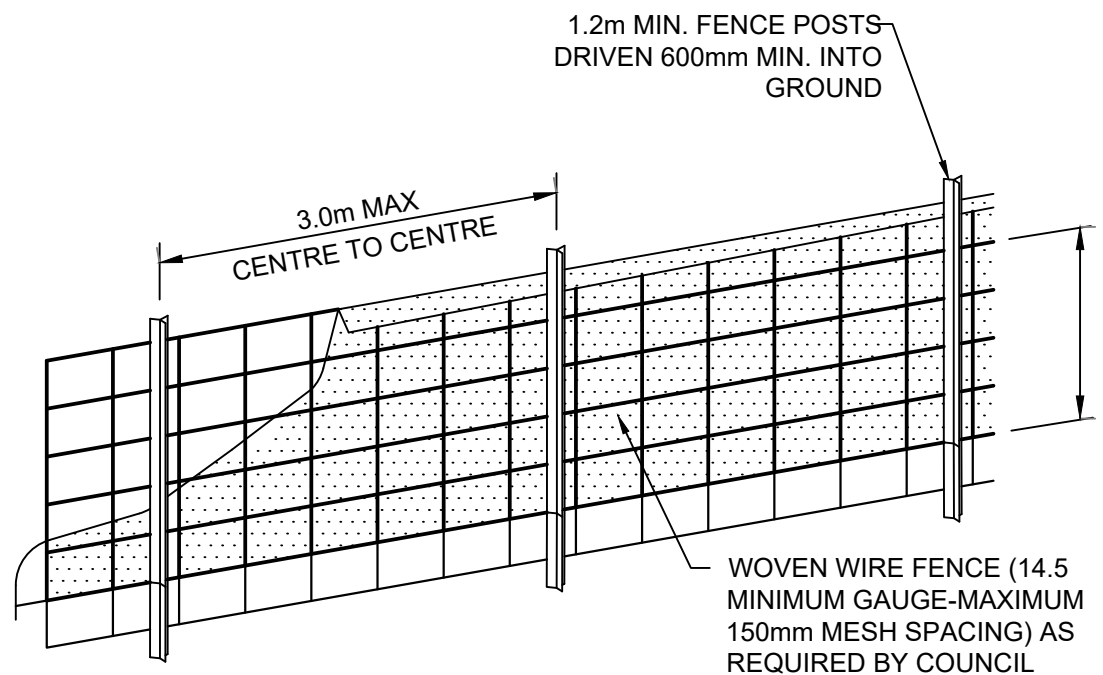 1.2m MIN. FENCE POSTS
DRIVEN 600mm MIN. INTO
GROUND
3.0m MAX
CENTRE TO CENTRE
WOVEN WIRE FENCE (14.5
MINIMUM GAUGE-MAXIMUM
150mm MESH SPACING) AS
REQUIRED BY COUNCIL